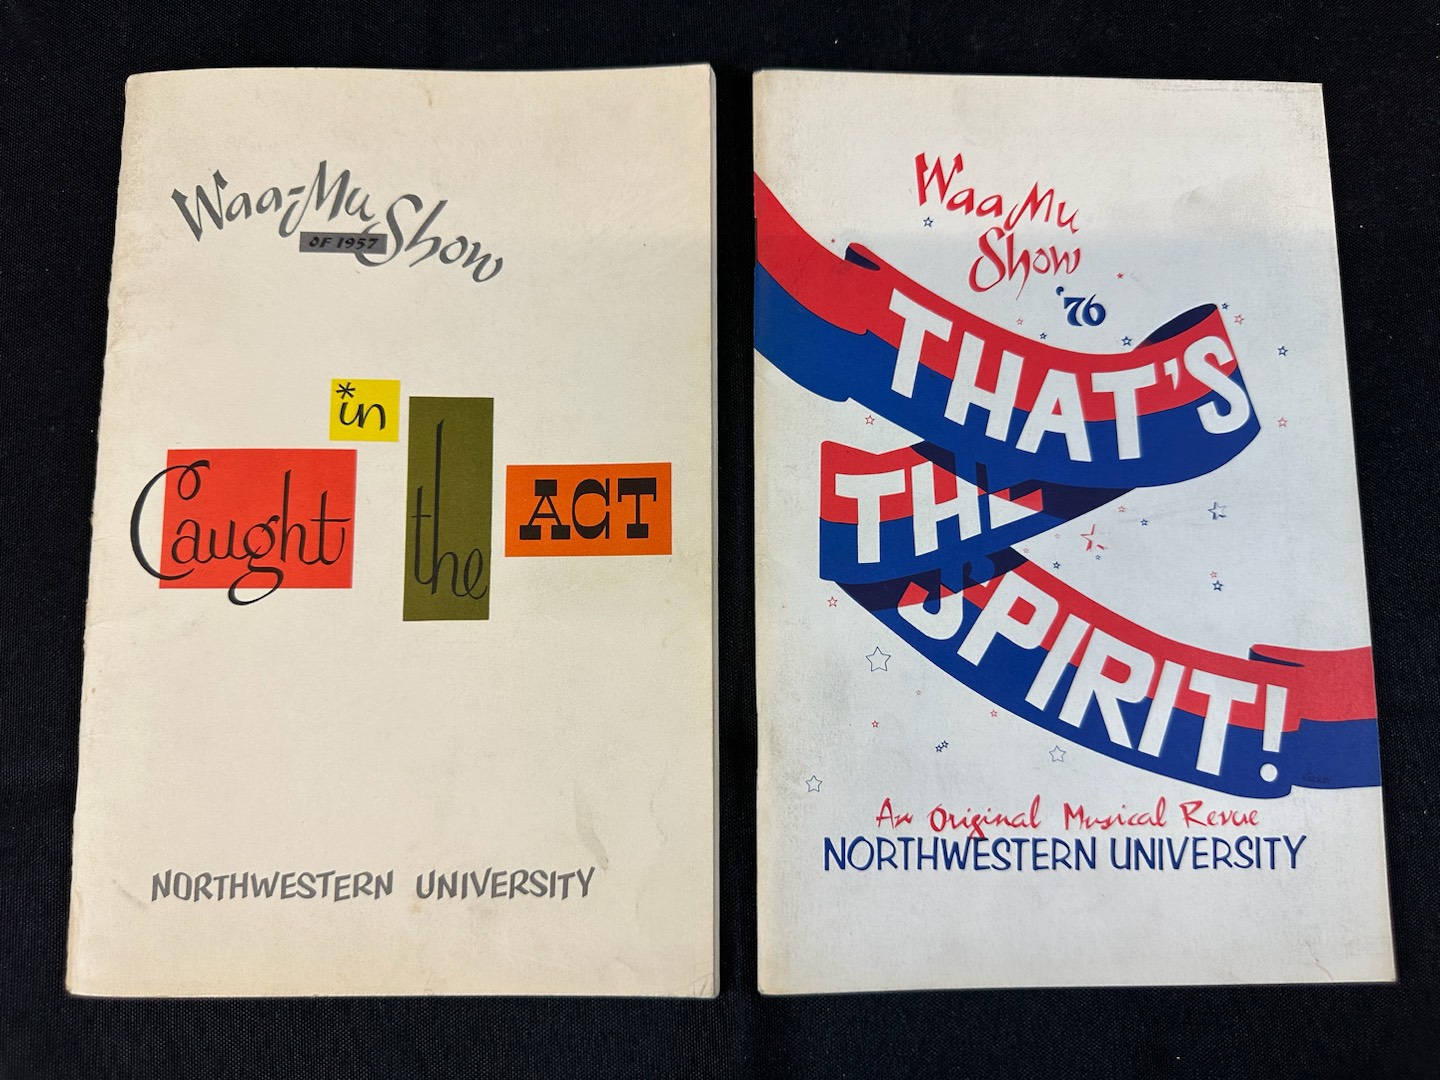 Waa-Mu Show
OF 1957
Caught *in the ACT
NORTHWESTERN UNIVERSITY
Waa Mu
Show
'76
THAT'S
THE
SPIRIT!
An Original Musical Revue
NORTHWESTERN UNIVERSITY